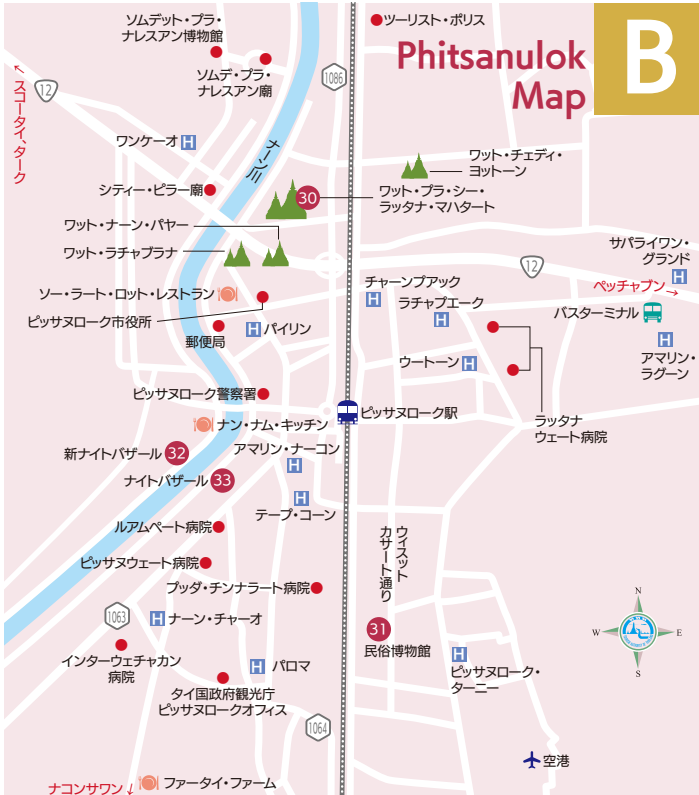 ソムデット・プラ・
ナレスアン博物館
ソムデ・プラ・
ナレスアン廟
ツーリスト・ポリス
Phitsanulok
Map
B
1086
12
スコータイ、ターク
ワンケーオ
H
ナーン川
ワット・チェディ・
ヨットーン
シティー・ピラー廟
30
ワット・プラ・シー・
ラッタナ・マハタート
ワット・ナーン・パヤー
ワット・ラチャブラナ
サパライワン・
グランド
H
12
ペッチャブン→
ソー・ラート・ロット・レストラン
チャーンプアック
H
ラチャプエーク
H
バスターミナル
ピッサヌローク市役所
郵便局
H
パイリン
H
アマリン・
ラグーン
ウートーン
H
ピッサヌローク警察署
ピッサヌローク駅
ラッタナ
ウェート病院
ナン・ナム・キッチン
新ナイトバザール
32
アマリン・ナーコン
H
ナイトバザール
33
H
テープ・コーン
ルアムペート病院
ウィスット
カサート通り
ピッサヌウェート病院
プッダ・チンナラート病院
1063
H
ナーン・チャーオ
31
民俗博物館
N
W
E
S
インターウェチャカン
病院
H
パロマ
H
ピッサヌローク・
ターニー
タイ国政府観光庁
ピッサヌロークオフィス
1064
空港
ナコンサワン↓
ファータイ・ファーム